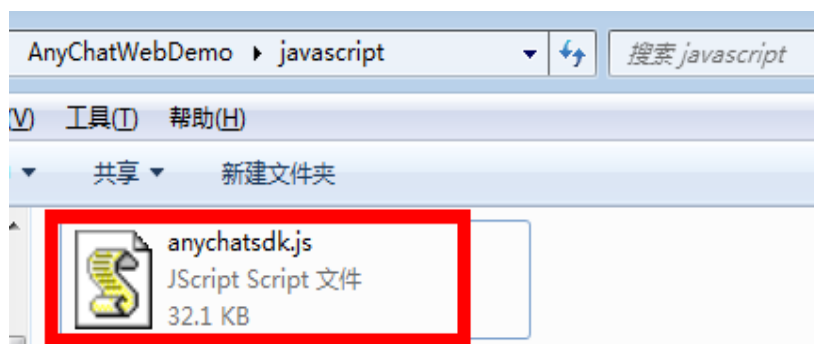 AnyChatWebDemo javascript 搜索 javascript
(V) 工具(T) 帮助(H)
共享 新建文件夹
anychatsdk.js
JScript Script 文件
32.1 KB